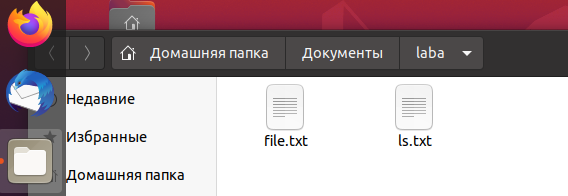 Домашняя папка Документы laba
Недавние
Избранные
Домашняя папка
file.txt ls.txt